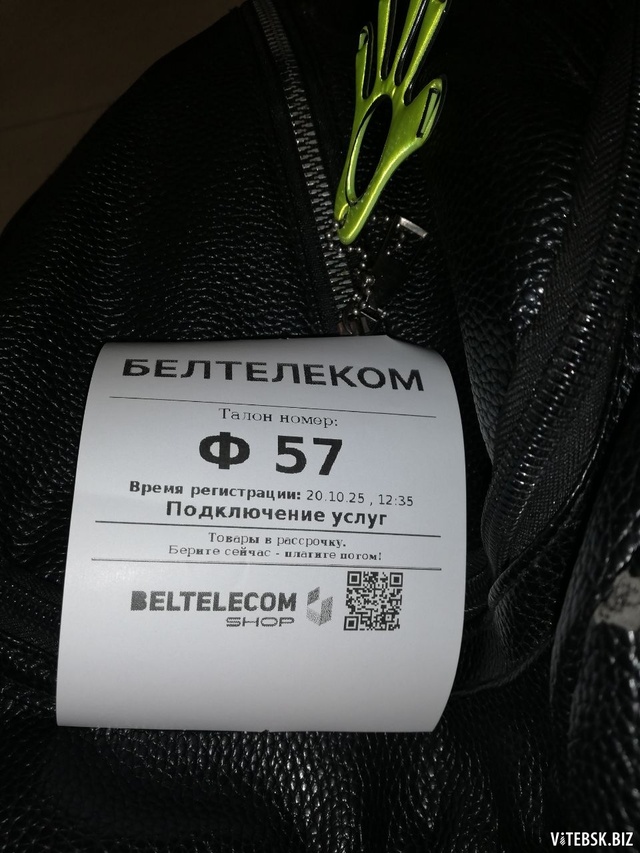 БЕЛТЕЛЕКОМ
Талон номер:
Ф 57
Время регистрации: 20.10.25 , 12:35
Подключение услуг
Товары в рассрочку.
Берите сейчас - платите потом!
BELTELECOM
SHOP
VITEBSK.BIZ